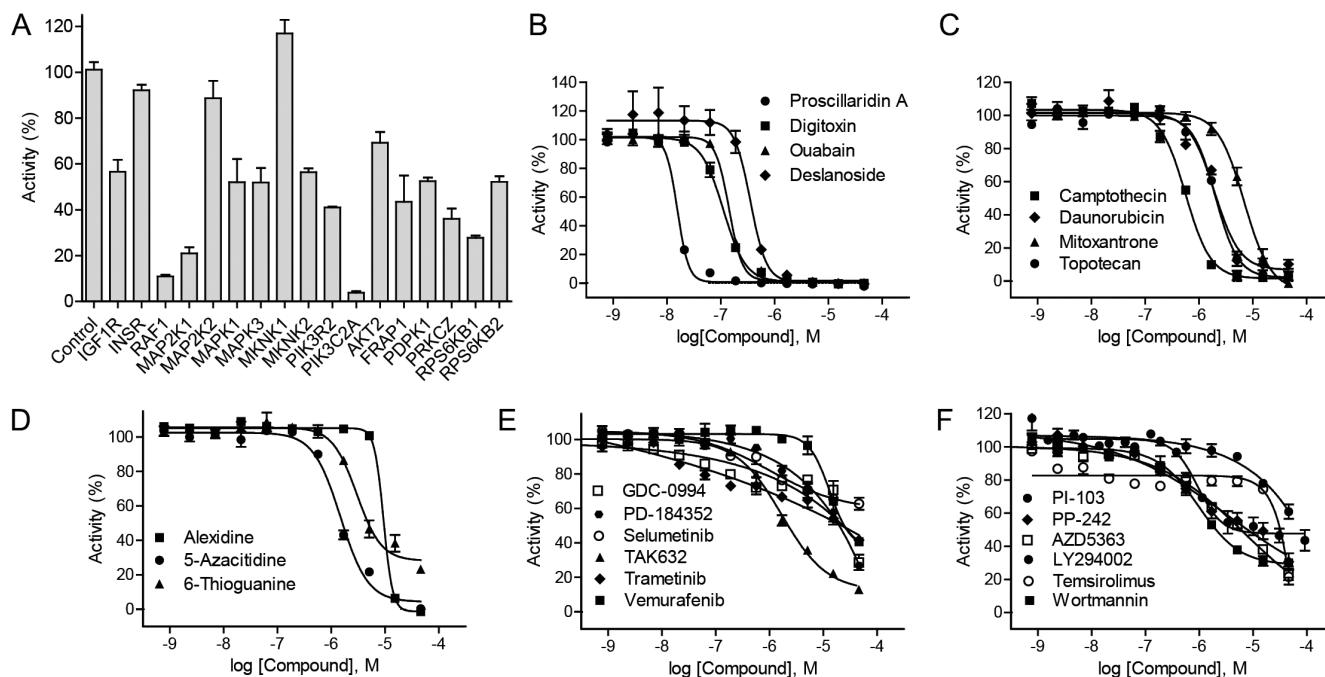 A
Activity (%)
120
100
80
60
40
20
0
Control
IGF1R
INSR
RAF1
MAP2K1
MAP2K2
MAPK1
MAPK3
MKNK1
MKNK2
PIK3R2
PIK3C2A
AKT2
FRAP1
PDPK1
PRKCZ
RPS6KB1
RPS6KB2
B
Activity (%)
140
120
100
80
60
40
20
0
Proscillaridin A
Digitoxin
Ouabain
Deslanoside
-9 -8 -7 -6 -5 -4
log[Compound], M
C
Activity (%)
120
100
80
60
40
20
0
Camptothecin
Daunorubicin
Mitoxantrone
Topotecan
-9 -8 -7 -6 -5 -4
log[Compound], M
D
Activity (%)
100
80
60
40
20
0
Alexidine
5-Azacitidine
6-Thioguanine
-9 -8 -7 -6 -5 -4
log [Compound], M
E
Activity (%)
100
80
60
40
20
0
GDC-0994
PD-184352
Selumetinib
TAK632
Trametinib
Vemurafenib
-9 -8 -7 -6 -5 -4
log [Compound], M
F
Activity (%)
120
100
80
60
40
20
0
PI-103
PP-242
AZD5363
LY294002
Temsirolimus
Wortmannin
-9 -8 -7 -6 -5 -4
log [Compound], M